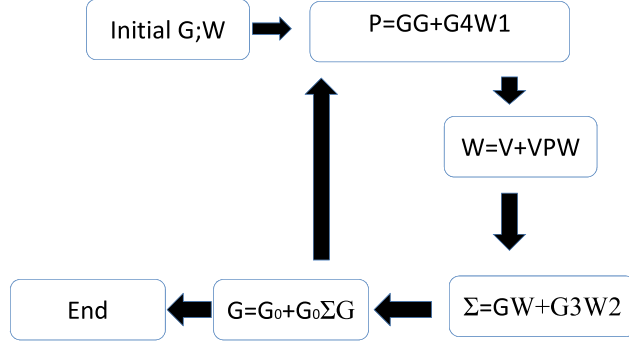 Initial G;W
P=GG+G4W1
W=V+VPW
Σ=GW+G3W2
G=G₀+G₀ΣG
End